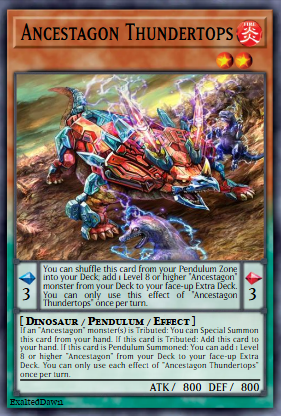 ANCESTAGON THUNDERTOPS
FIRE
炎
You can shuffle this card from your Pendulum Zone
into your Deck; add a Level 8 or higher "Ancestagon"
monster from your Deck to your face-up Extra Deck.
You can only use this effect of "Ancestagon
Thundertops" once per turn.
3
3
[ DINOSAUR / PENDULUM / EFFECT ]
If an "Ancestagon" monster(s) is Tributed: You can Special Summon
this card from your hand. If this card is Tributed: Add this card to
your hand. If this card is Pendulum Summoned: You can add 1 Level
8 or higher "Ancestagon" from your Deck to your face-up Extra
Deck. You can only use each effect of "Ancestagon Thundertops"
once per turn.
ATK / 800 DEF / 800
ExaltedDawn